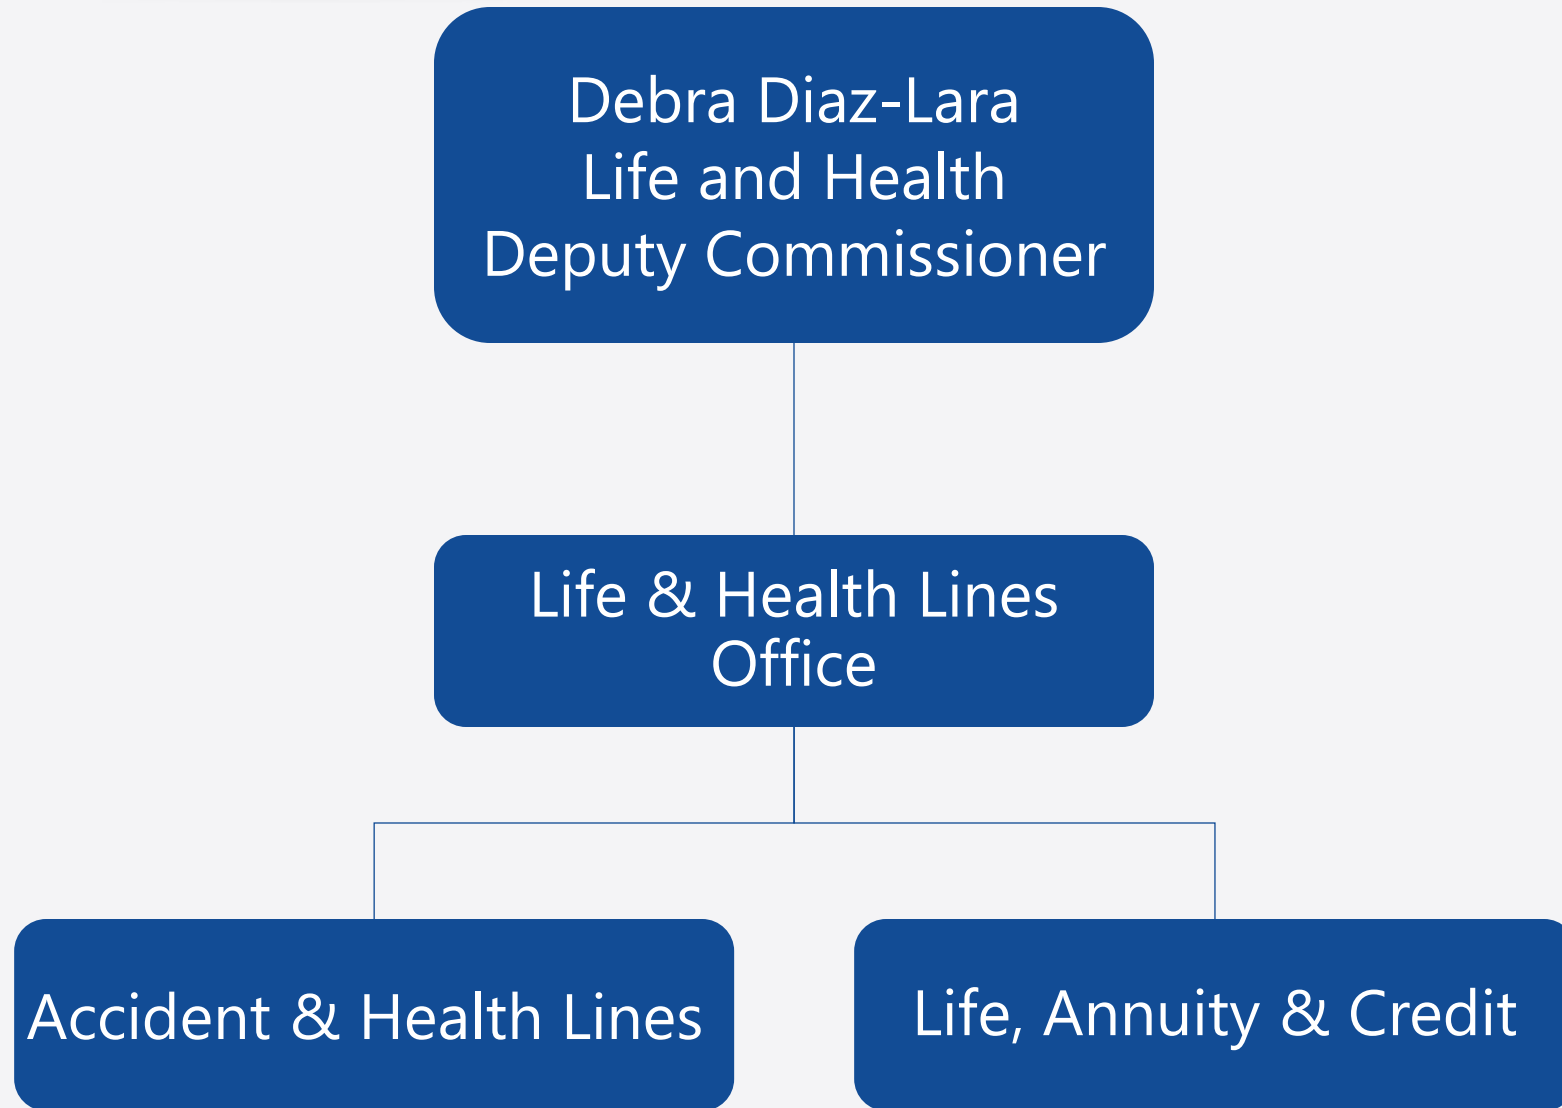 Debra Diaz-Lara
Life and Health
Deputy Commissioner
Life & Health Lines
Office
Accident & Health Lines
Life, Annuity & Credit